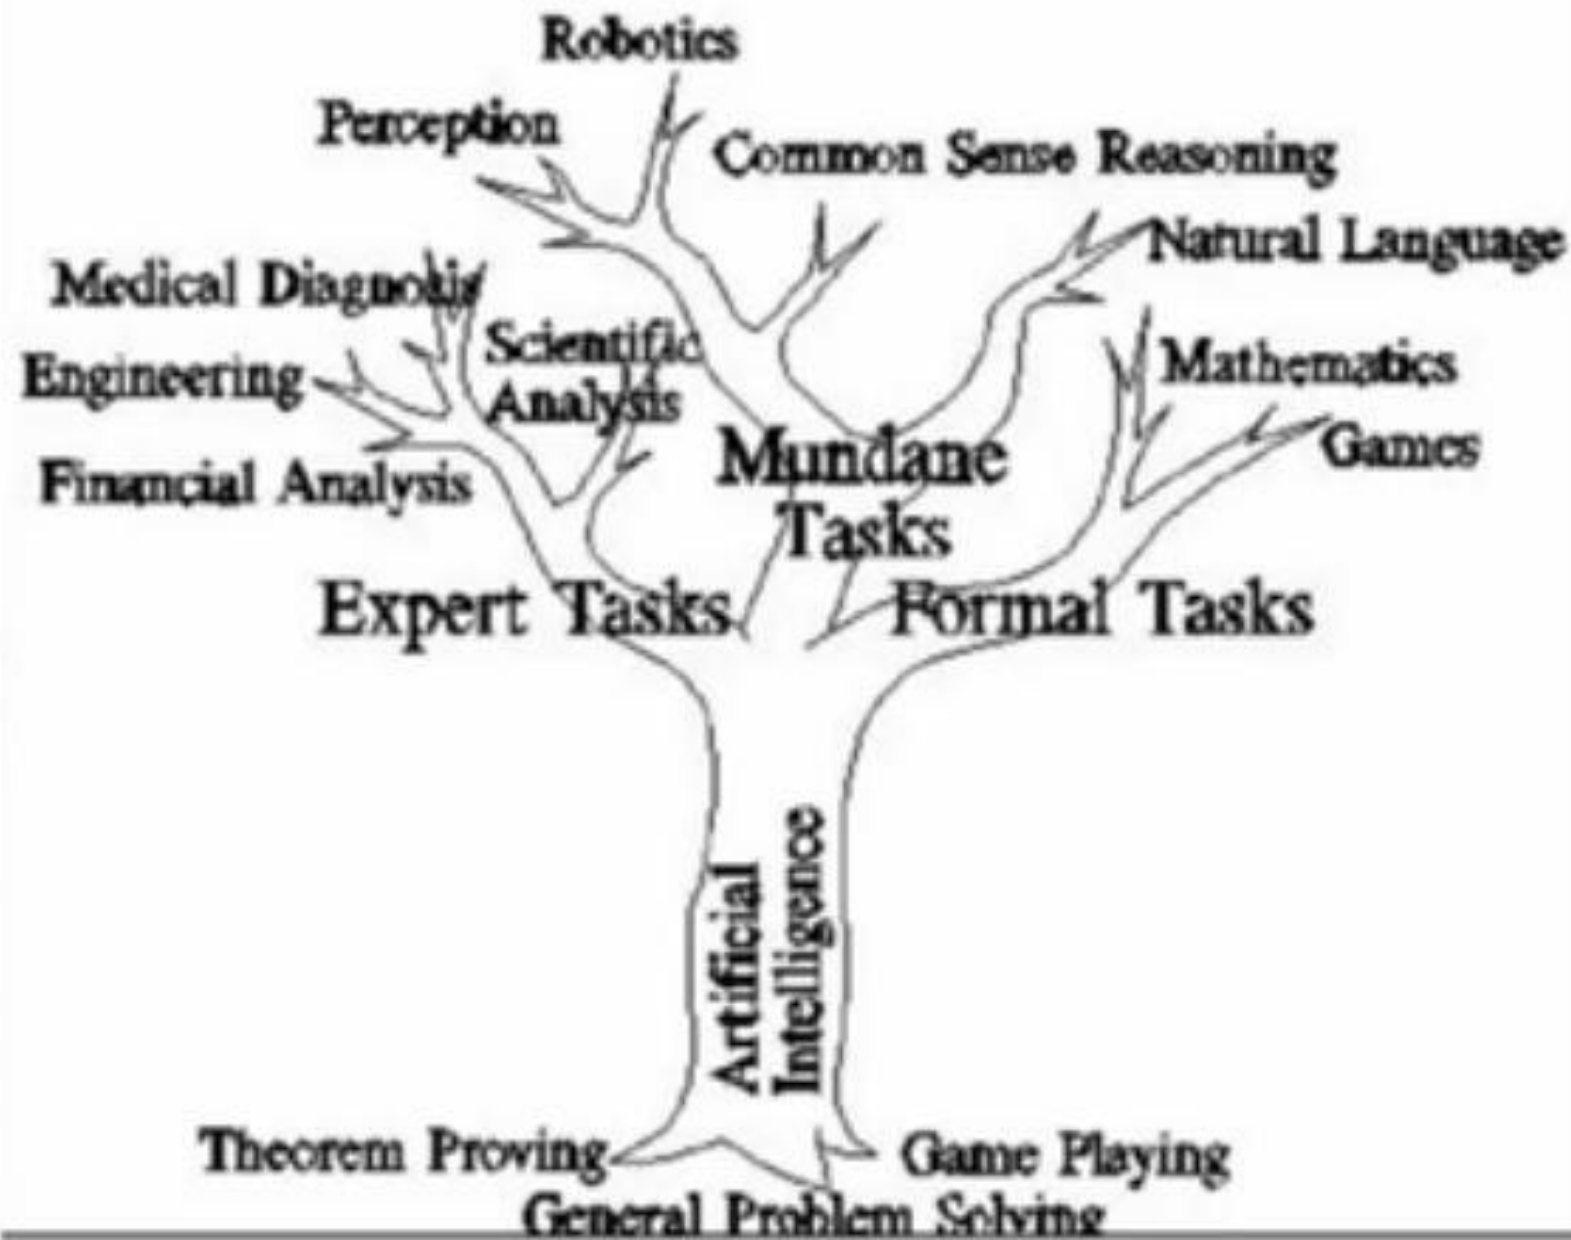 Robotics
Perception
Common Sense Reasoning
Natural Language
Medical Diagnosis
Scientific
Analysis
Engineering
Mathematics
Games
Financial Analysis
Mundane
Tasks
Expert Tasks
Formal Tasks
Artificial
Intelligence
Theorem Proving
Game Playing
General Problem Solving